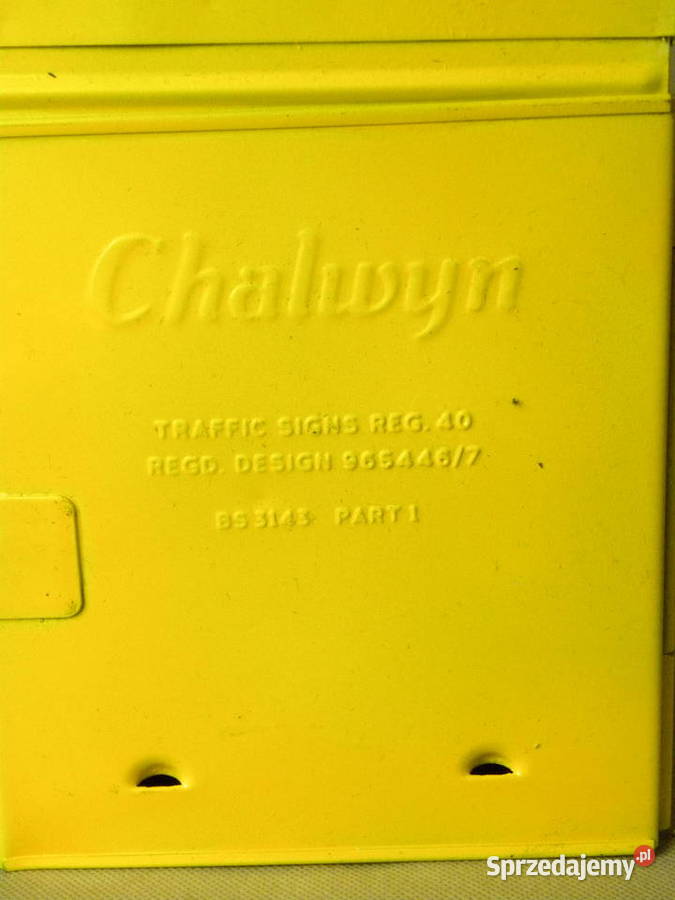 Chalwyn
TRAFFIC SIGNS REG. 40
REGD. DESIGN 965446/7
BS 3143 PART 1
Sprzedajemy.pl